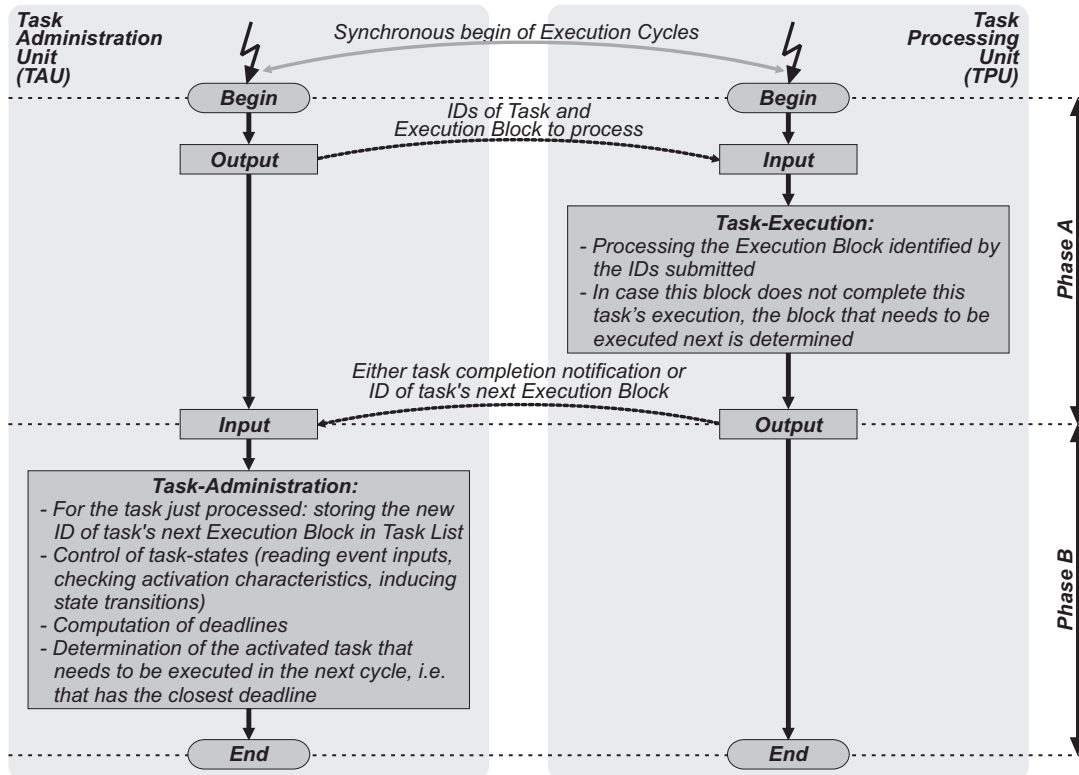 Task
Administration
Unit
(TAU)
Synchronous begin of Execution Cycles
Task
Processing
Unit
(TPU)
Begin
Begin
IDs of Task and
Execution Block to process
Output
Input
Task-Execution:
- Processing the Execution Block identified by
the IDs submitted
- In case this block does not complete this
task's execution, the block that needs to be
executed next is determined
Phase A
Either task completion notification or
ID of task's next Execution Block
Input
Output
Task-Administration:
- For the task just processed: storing the new
ID of task's next Execution Block in Task List
- Control of task-states (reading event inputs,
checking activation characteristics, inducing
state transitions)
- Computation of deadlines
- Determination of the activated task that
needs to be executed in the next cycle, i.e.
that has the closest deadline
Phase B
End
End